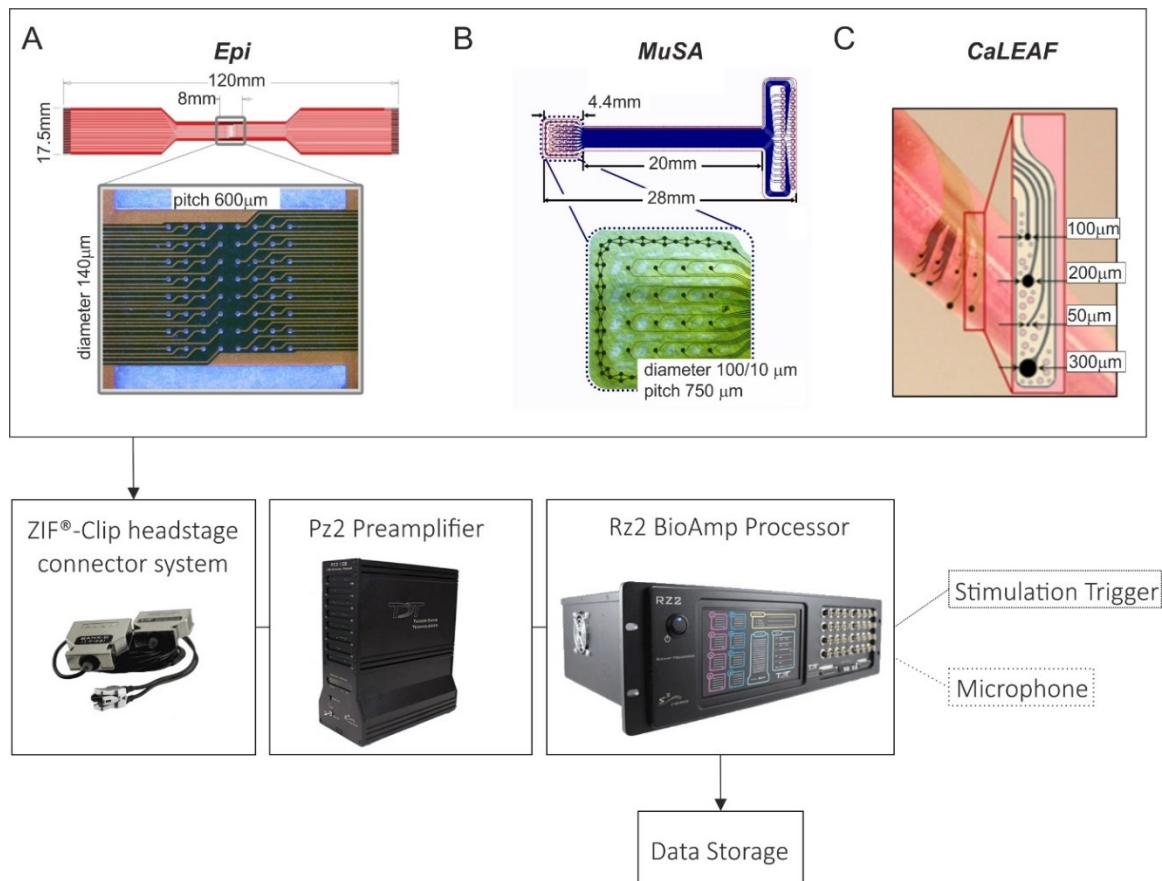 A
Epi
120mm
8mm
17.5mm
pitch 600μm
diameter 140μm
B
MuSA
4.4mm
20mm
28mm
diameter 100/10 μm
pitch 750 μm
C
CaLEAF
100μm
200μm
50μm
300μm
ZIF®-Clip headstage
connector system
Pz2 Preamplifier
TDT
Rz2 BioAmp Processor
RZ2
Stimulation Trigger
Microphone
Data Storage